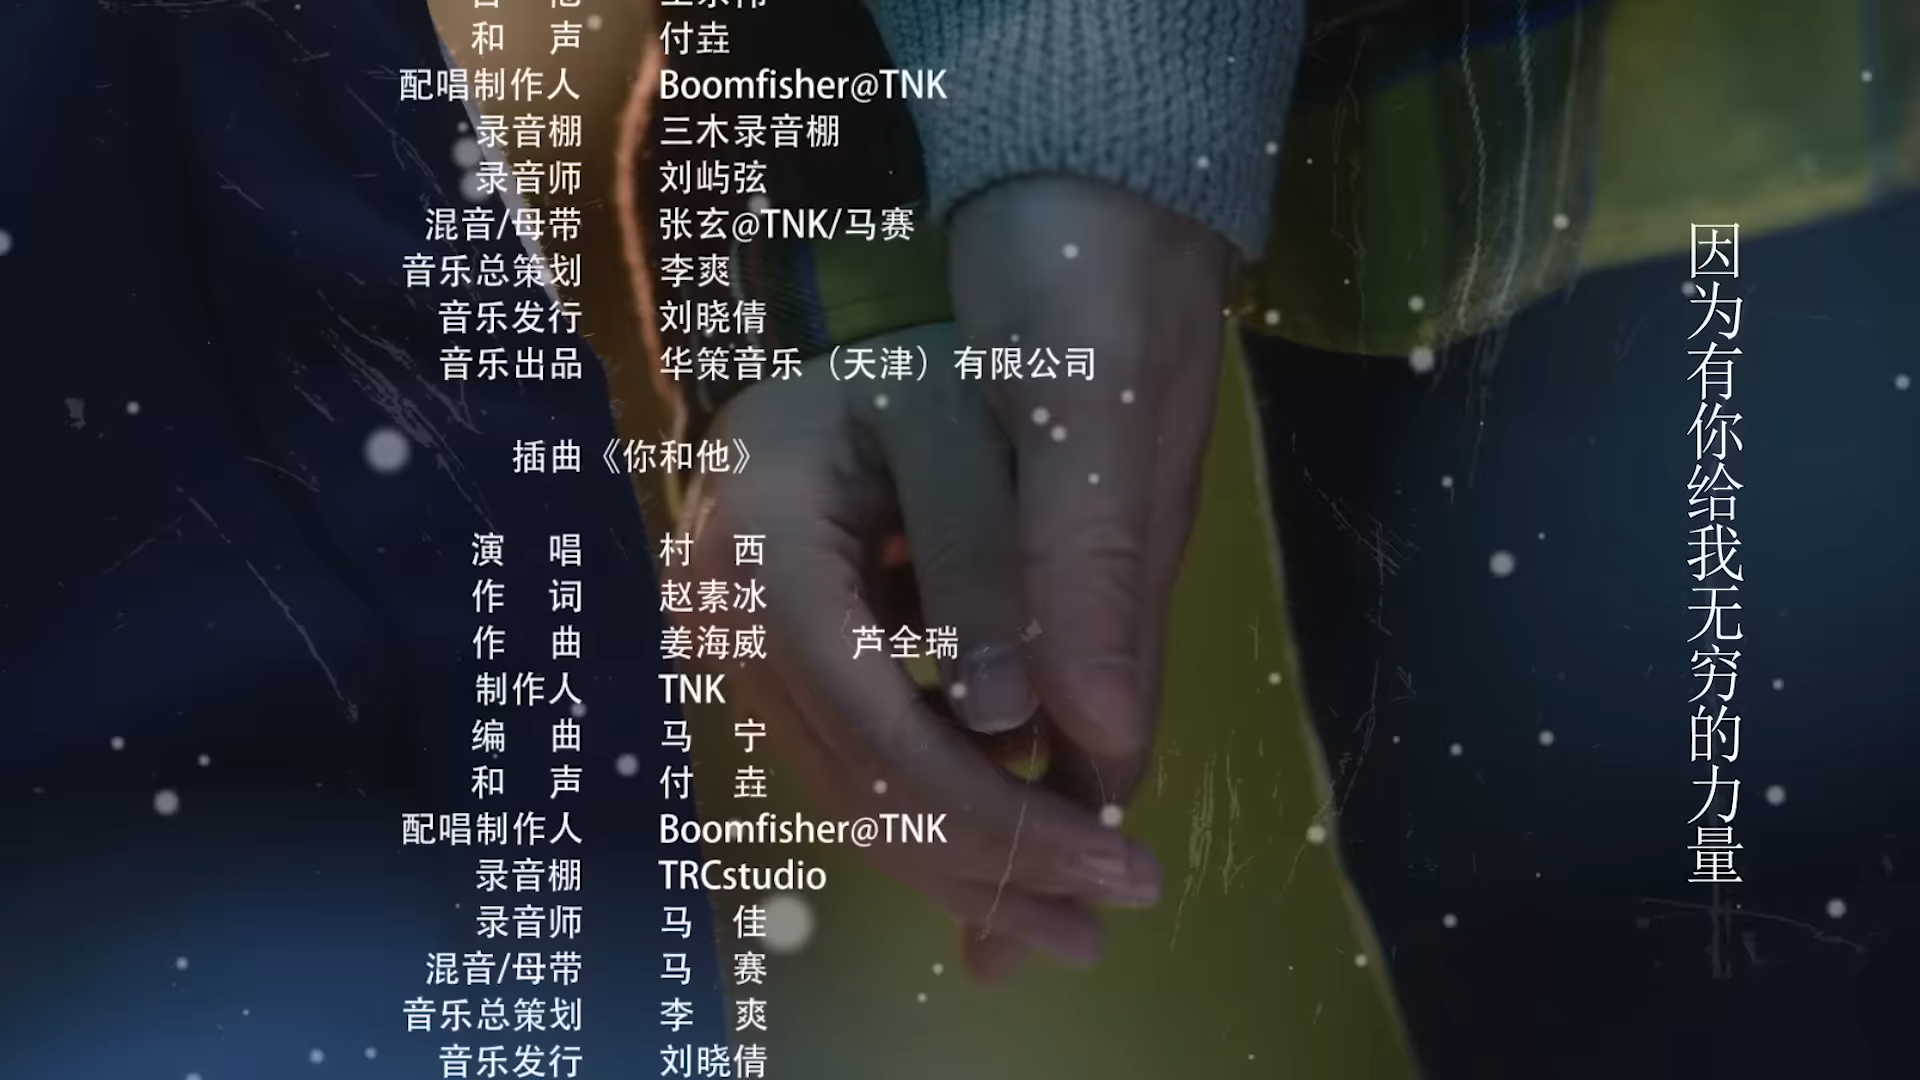 和 声 付垚
配唱制作人 Boomfisher@TNK
录音棚 三木录音棚
录音师 刘屿弦
混音/母带 张玄@TNK/马赛
音乐总策划 李爽
音乐发行 刘晓倩
音乐出品 华策音乐（天津）有限公司
插曲《你和他》
演 唱 村 西
作 词 赵素冰
作 曲 姜海威 芦全瑞
制作人 TNK
编 曲 马 宁
和 声 付 垚
配唱制作人 Boomfisher@TNK
录音棚 TRCstudio
录音师 马 佳
混音/母带 马 赛
音乐总策划 李 爽
音乐发行 刘晓倩
因为有你给我无穷的力量